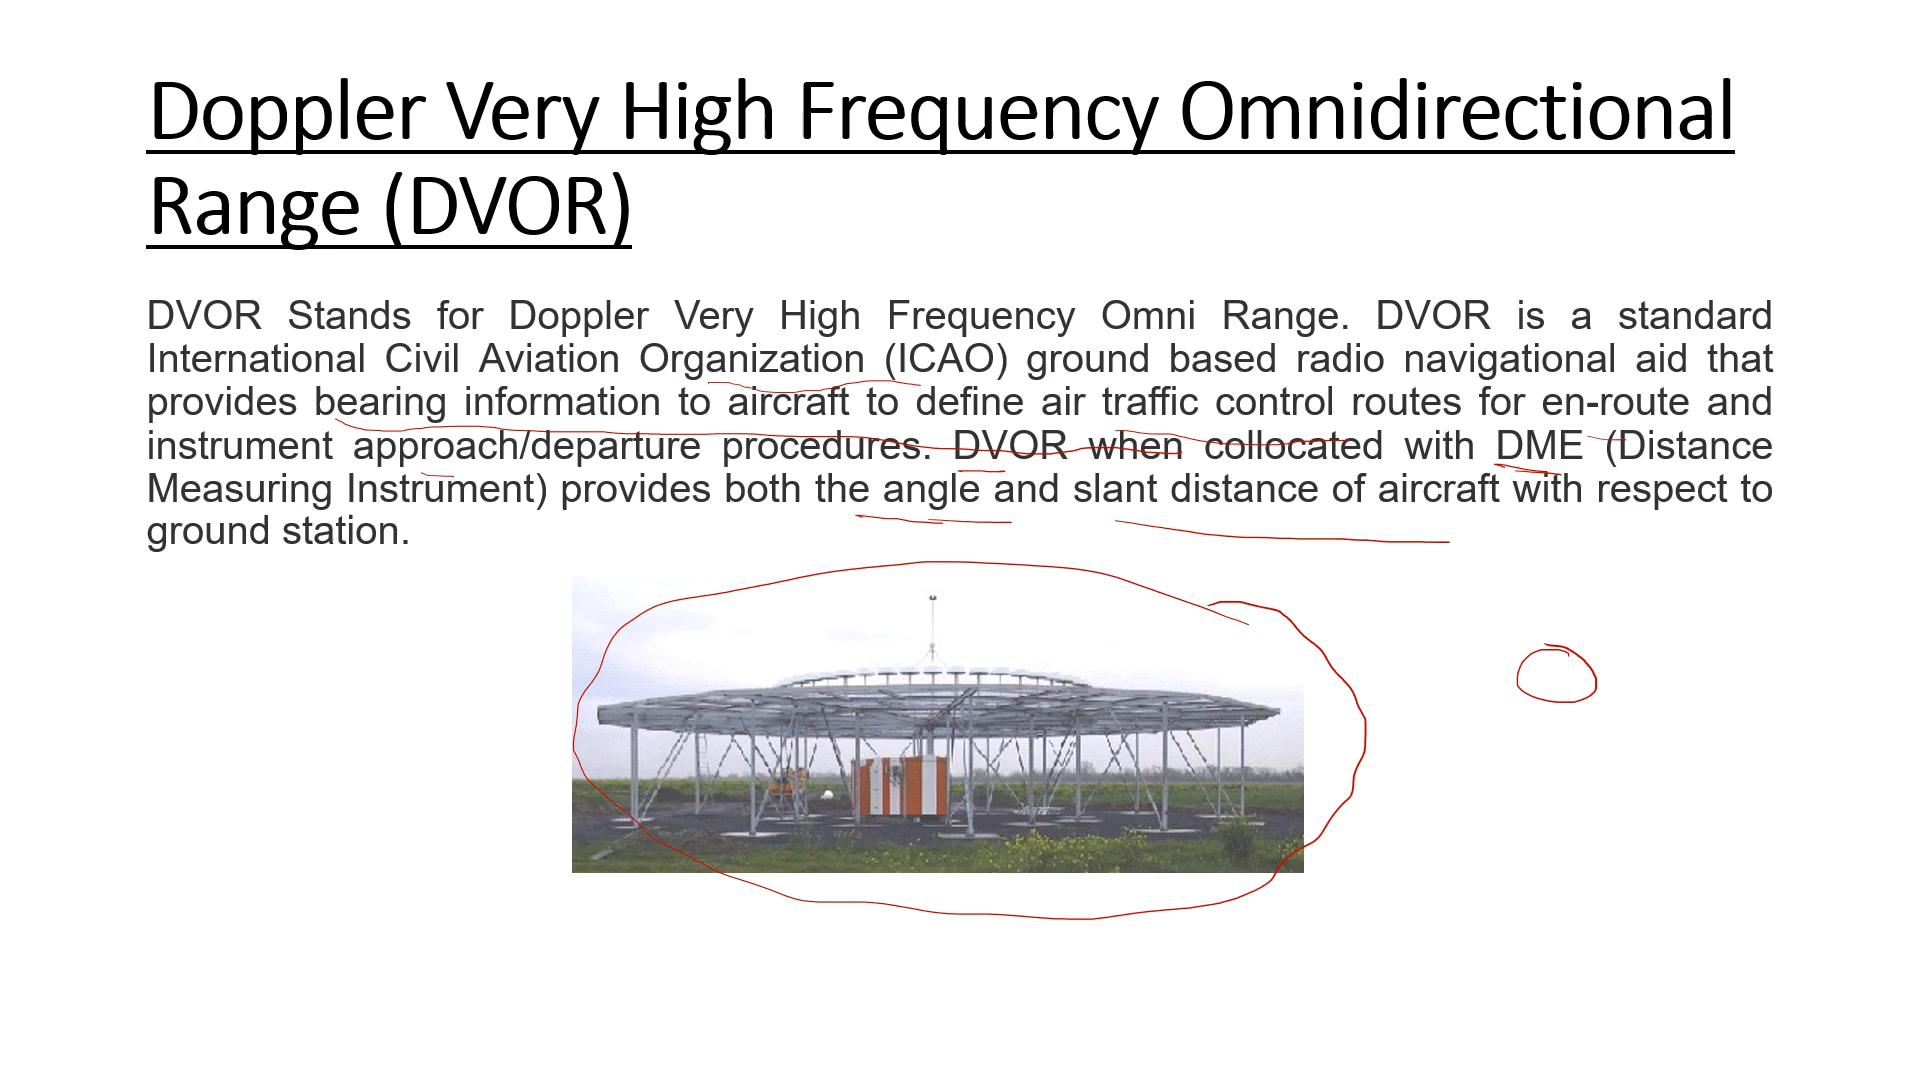 Doppler Very High Frequency Omnidirectional
Range (DVOR)
DVOR Stands for Doppler Very High Frequency Omni Range. DVOR is a standard
International Civil Aviation Organization (ICAO) ground based radio navigational aid that
provides bearing information to aircraft to define air traffic control routes for en-route and
instrument approach/departure procedures. DVOR when collocated with DME (Distance
Measuring Instrument) provides both the angle and slant distance of aircraft with respect to
ground station.